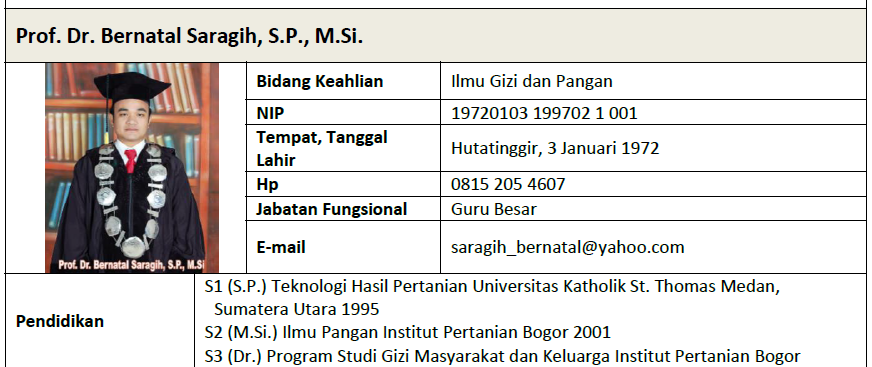 Prof. Dr. Bernatal Saragih, S.P., M.Si.
Bidang Keahlian Ilmu Gizi dan Pangan
NIP 19720103 199702 1 001
Tempat, Tanggal
Lahir Hutatinggir, 3 Januari 1972
Hp 0815 205 4607
Jabatan Fungsional Guru Besar
E-mail saragih_bernatal@yahoo.com
Prof. Dr. Bernatal Saragih, S.P., M.Si
Pendidikan
S1 (S.P.) Teknologi Hasil Pertanian Universitas Katholik St. Thomas Medan,
Sumatera Utara 1995
S2 (M.Si.) Ilmu Pangan Institut Pertanian Bogor 2001
S3 (Dr.) Program Studi Gizi Masyarakat dan Keluarga Institut Pertanian Bogor